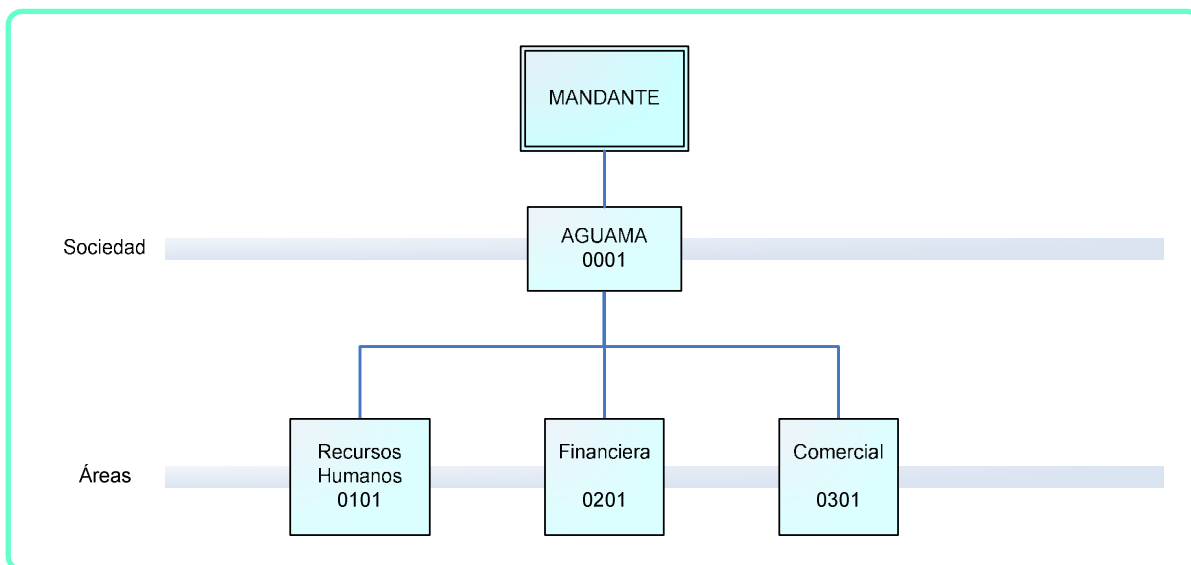 MANDANTE
Sociedad
AGUAMA
0001
Áreas
Recursos
Humanos
0101
Financiera
0201
Comercial
0301